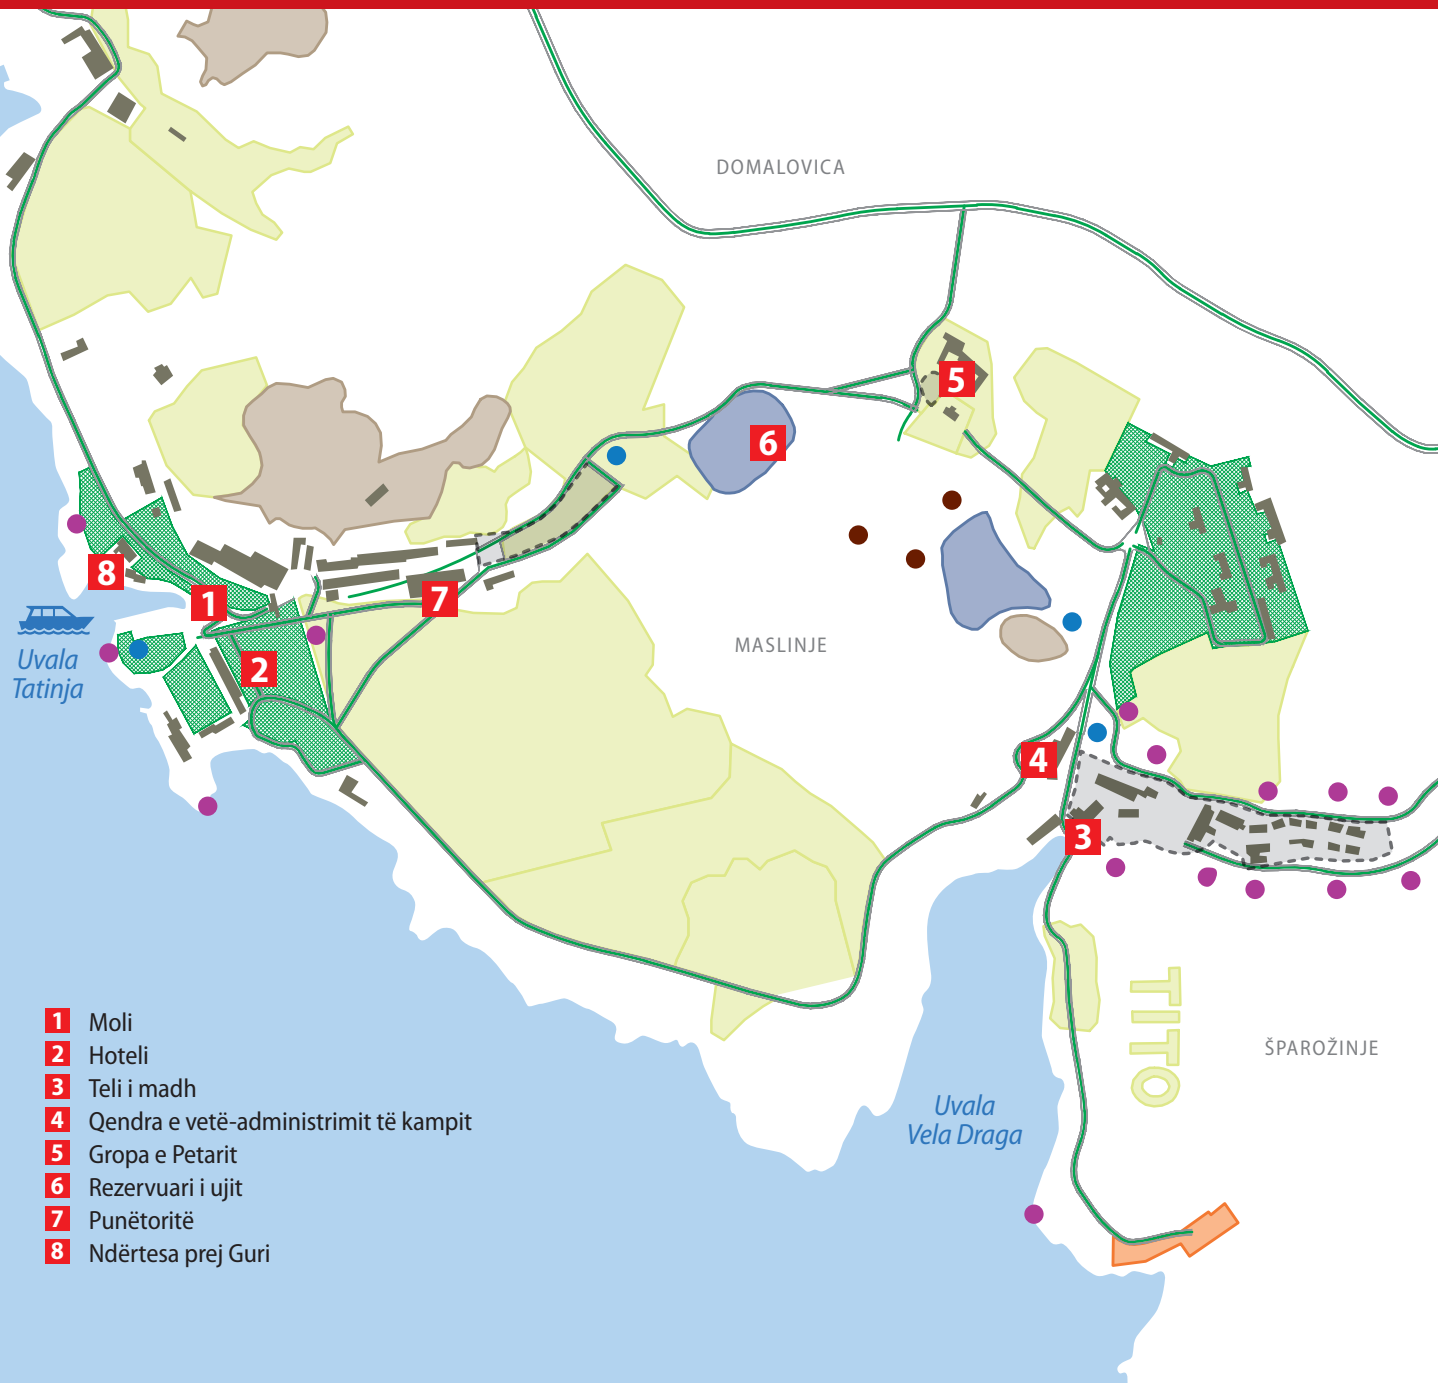 DOMALOVICA
5
6
8
7
1
MASLINJE
Uvala
Tatinja
2
4
3
TITO
ŠPAROŽINJE
Uvala
Vela Draga
1 Moli
2 Hoteli
3 Teli i madh
4 Qendra e vetë-administrimit të kampit
5 Gropa e Petarit
6 Rezervuari i ujit
7 Punëtoritë
8 Ndërtesa prej Guri